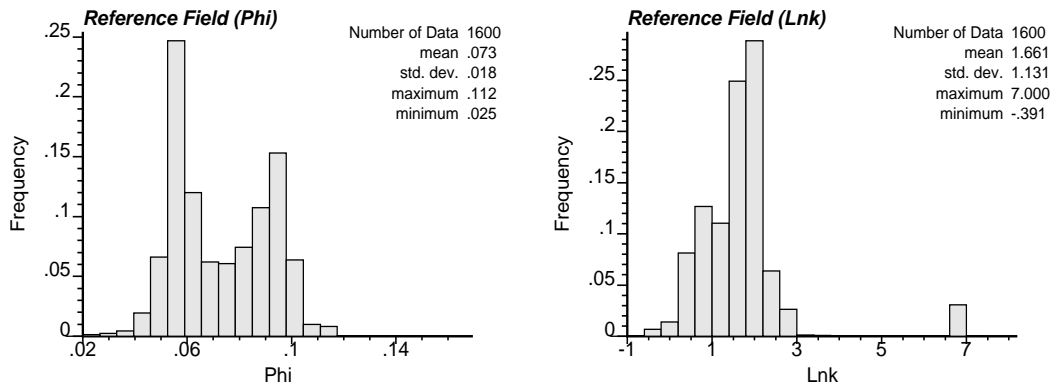 Reference Field (Phi)
Number of Data 1600
mean .073
std. dev. .018
maximum .112
minimum .025
Frequency
.25
.2
.15
.1
.05
0
.02
.06
.1
.14
Phi
Reference Field (Lnk)
Number of Data 1600
mean 1.661
std. dev. 1.131
maximum 7.000
minimum -.391
Frequency
.25
.2
.15
.1
.05
0
-1
1
3
5
7
Lnk